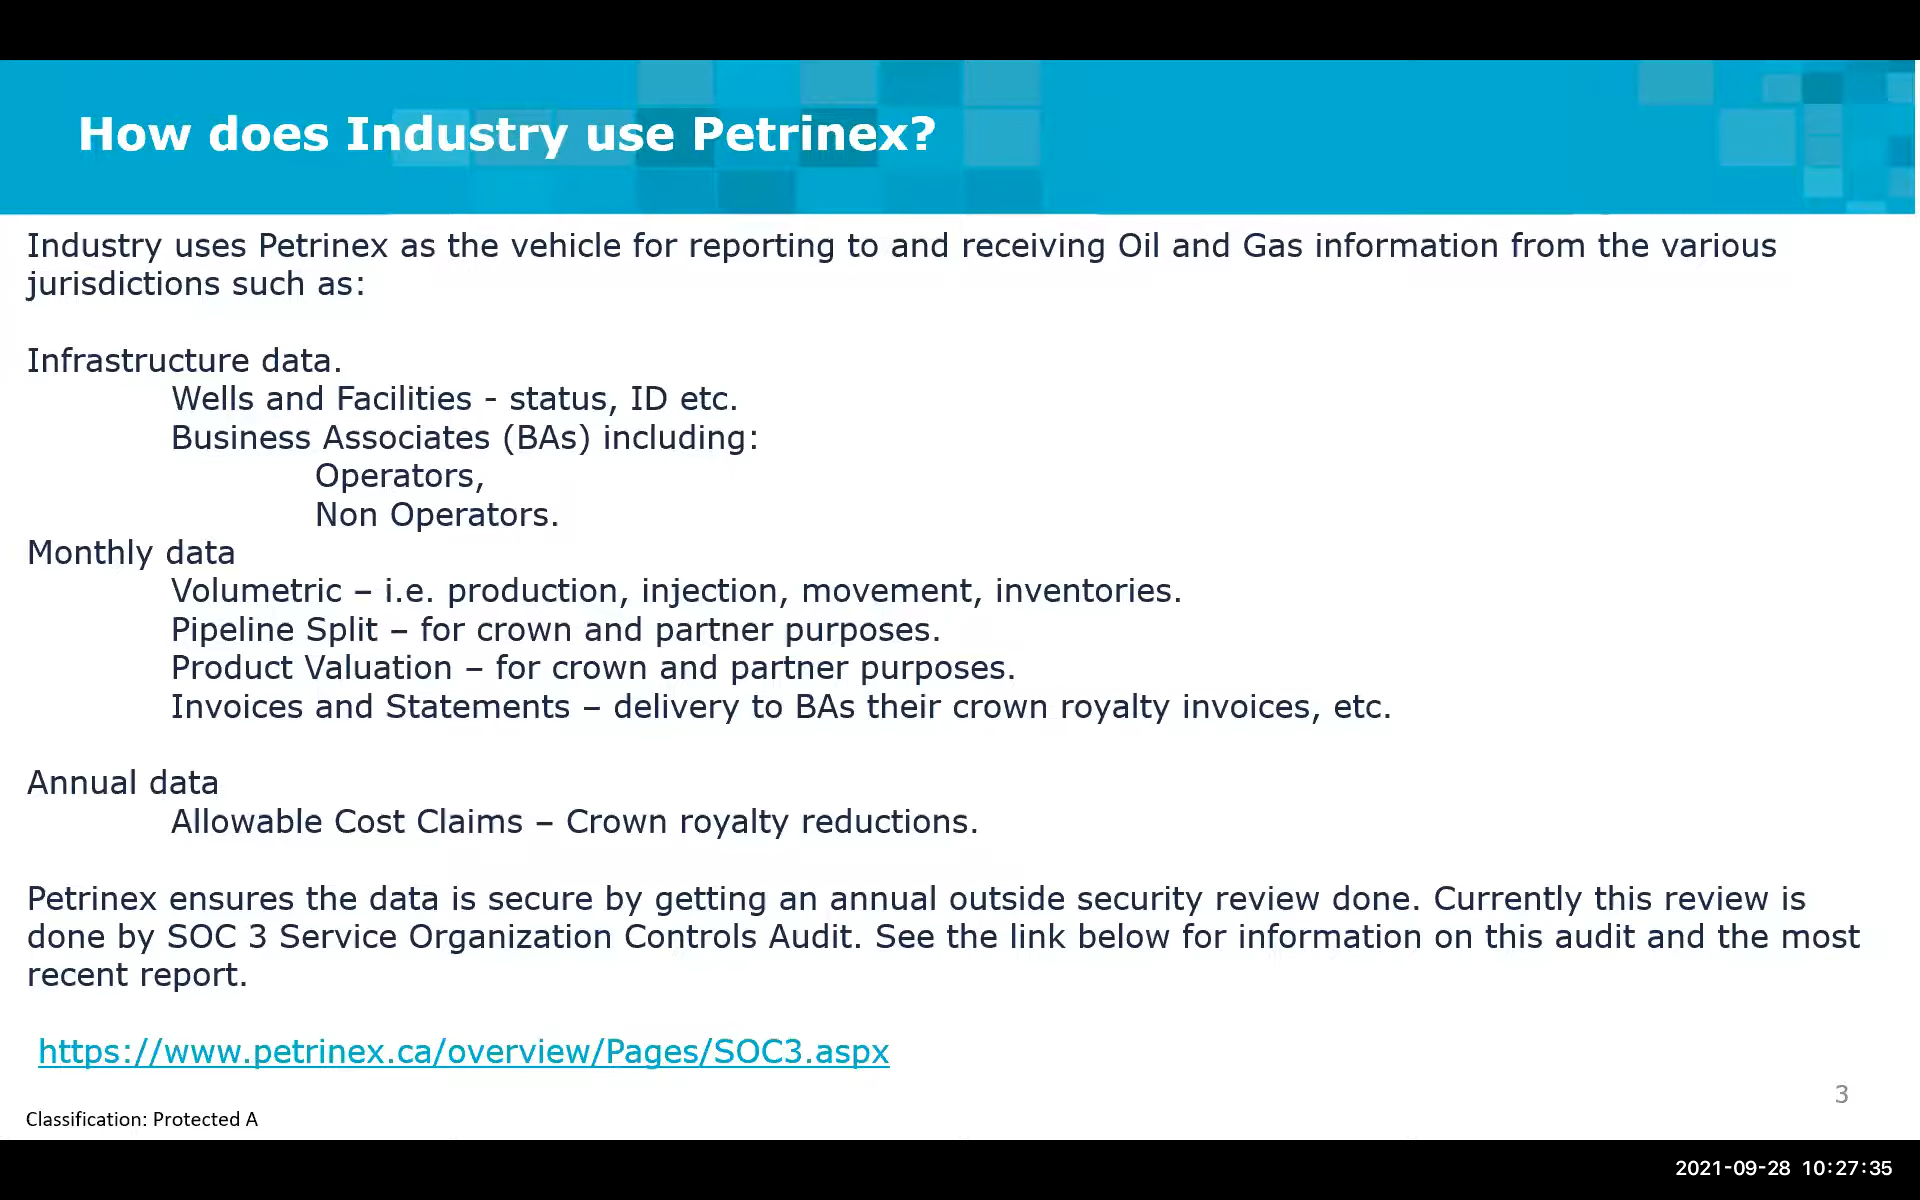 How does Industry use Petrinex?
Industry uses Petrinex as the vehicle for reporting to and receiving Oil and Gas information from the various
jurisdictions such as:
Infrastructure data.
Wells and Facilities - status, ID etc.
Business Associates (BAs) including:
Operators,
Non Operators.
Monthly data
Volumetric – i.e. production, injection, movement, inventories.
Pipeline Split – for crown and partner purposes.
Product Valuation – for crown and partner purposes.
Invoices and Statements – delivery to BAs their crown royalty invoices, etc.
Annual data
Allowable Cost Claims – Crown royalty reductions.
Petrinex ensures the data is secure by getting an annual outside security review done. Currently this review is
done by SOC 3 Service Organization Controls Audit. See the link below for information on this audit and the most
recent report.
https://www.petrinex.ca/overview/Pages/SOC3.aspx
3
Classification: Protected A
2021-09-28 10:27:35